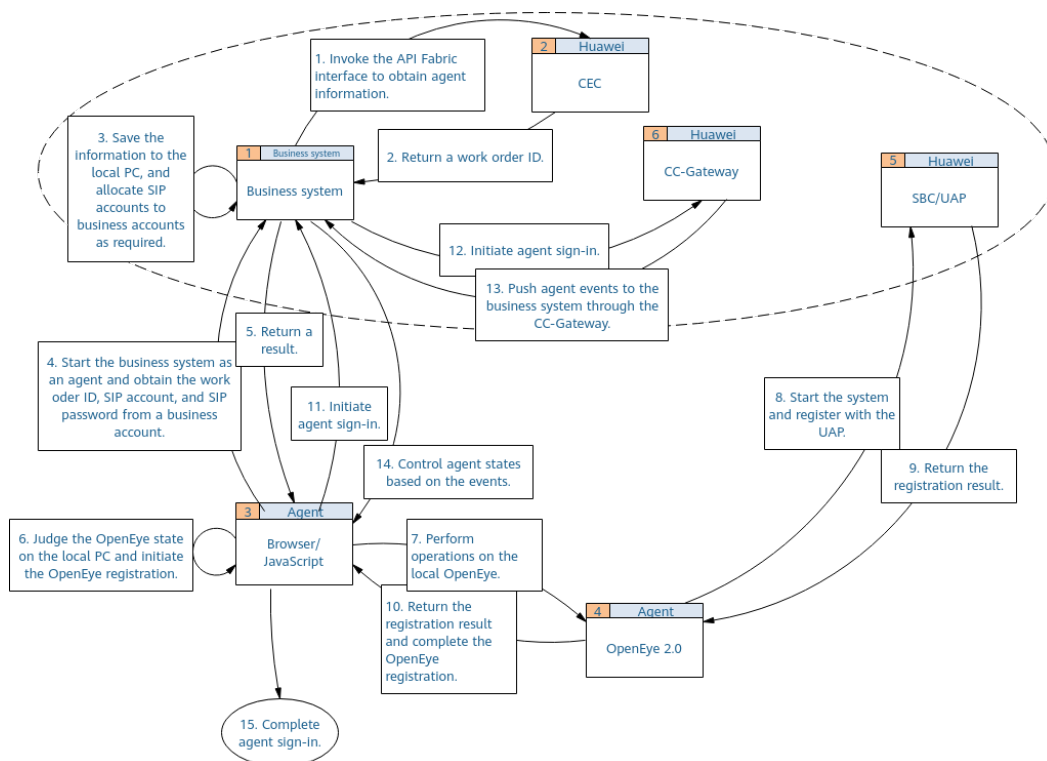 1. Invoke the API Fabric
interface to obtain agent
information.
2 Huawei
CEC
3. Save the
information to the
local PC, and
allocate SIP
accounts to
business accounts
as required.
1 Business system
Business system
2. Return a work order ID.
6 Huawei
CC-Gateway
5 Huawei
SBC/UAP
12. Initiate agent sign-in.
13. Push agent events to the
business system through the
CC-Gateway.
5. Return a
result.
4. Start the business system as
an agent and obtain the work
oder ID, SIP account, and SIP
password from a business
account.
11. Initiate
agent sign-in.
8. Start the system
and register with the
UAP.
14. Control agent states
based on the events.
9. Return the
registration result.
3 Agent
Browser/
JavaScript
6. Judge the OpenEye state
on the local PC and initiate
the OpenEye registration.
7. Perform
operations on the
local OpenEye.
10. Return the
registration result
and complete the
OpenEye
registration.
4 Agent
OpenEye 2.0
15. Complete
agent sign-in.